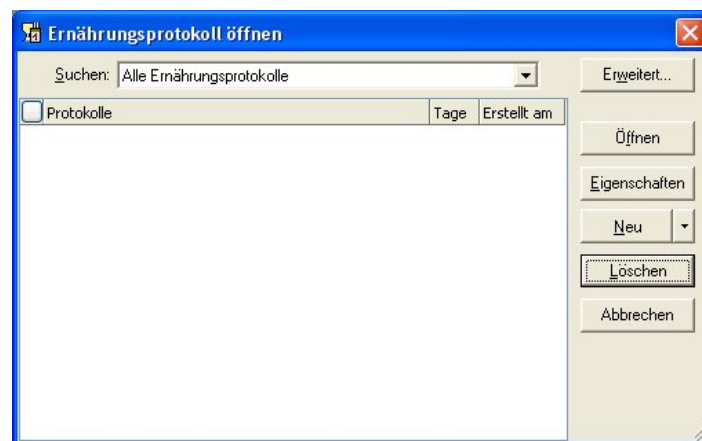 Ernährungsprotokoll öffnen
Suchen: Alle Ernährungsprotokolle
Erweitert...
Protokolle Tage Erstellt am
Öffnen
Eigenschaften
Neu
Löschen
Abbrechen